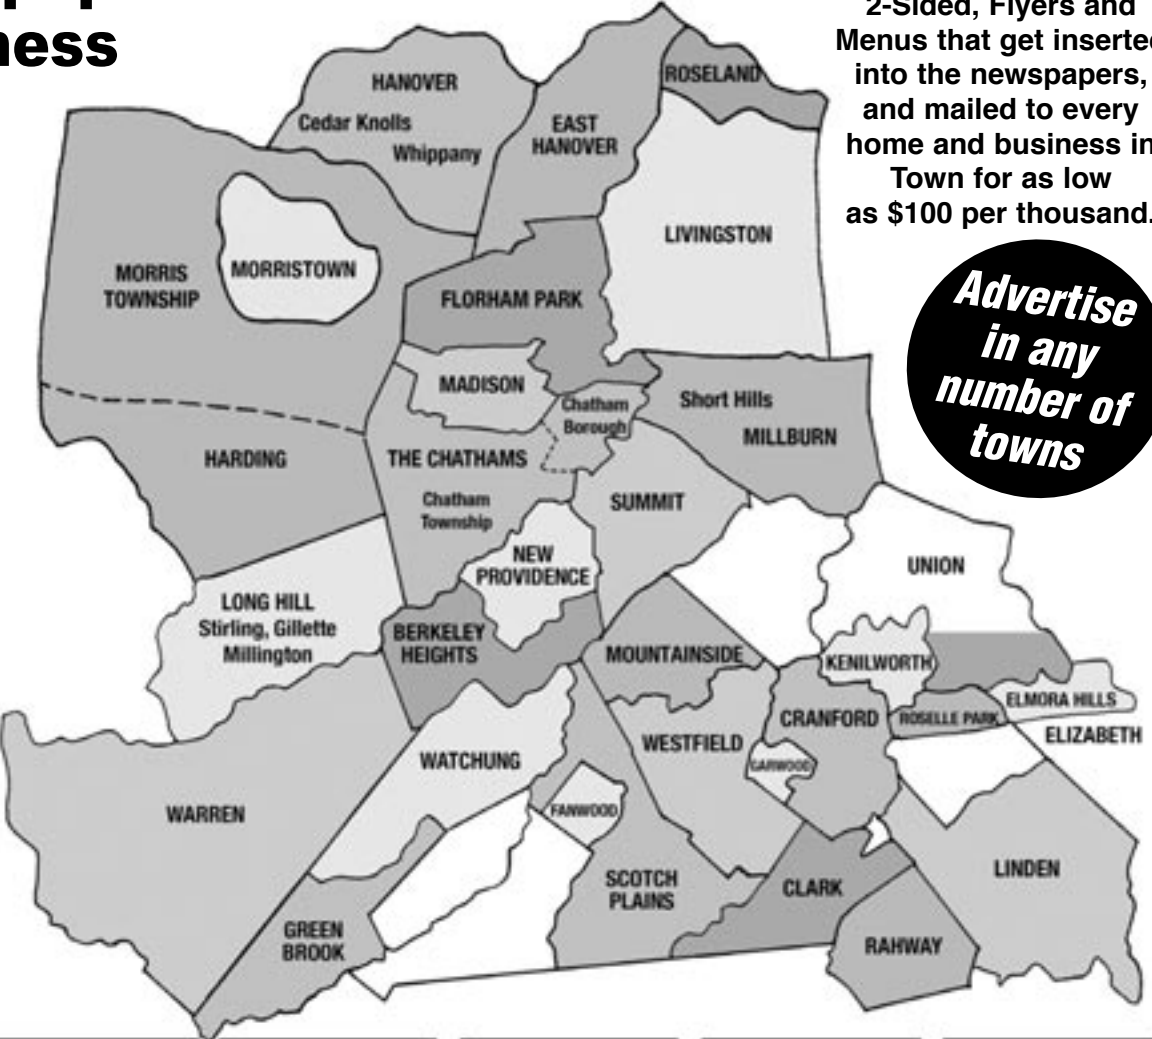 ness
2-Sided, Flyers and
Menus that get inserted
into the newspapers,
and mailed to every
home and business in
Town for as low
as $100 per thousand.
Advertise
in any
number of
towns
HANOVER
Cedar Knolls
Whippany
EAST
HANOVER
ROSELAND
LIVINGSTON
MORRIS
TOWNSHIP
MORRISTOWN
FLORHAM PARK
MADISON
Chatham
Borough
Short Hills
MILLBURN
HARDING
THE CHATHAMS
Chatham
Township
SUMMIT
NEW
PROVIDENCE
UNION
LONG HILL
Stirling, Gillette
Millington
BERKELEY
HEIGHTS
MOUNTAINSIDE
KENILWORTH
ELMORA HILLS
ROSELLE PARK
ELIZABETH
CRANFORD
WESTFIELD
GARWOOD
WATCHUNG
WARREN
FANWOOD
SCOTCH
PLAINS
CLARK
LINDEN
GREEN
BROOK
RAHWAY